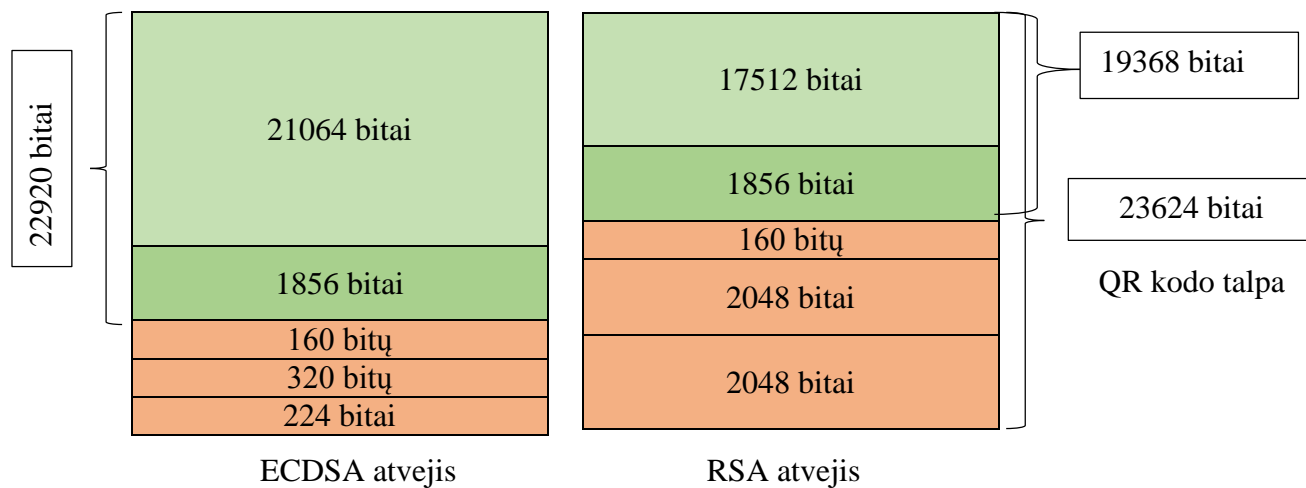 22920 bitai
21064 bitai
1856 bitai
160 bitų
320 bitų
224 bitai
ECDSA atvejis
17512 bitai
1856 bitai
160 bitų
2048 bitai
2048 bitai
RSA atvejis
19368 bitai
23624 bitai
QR kodo talpa